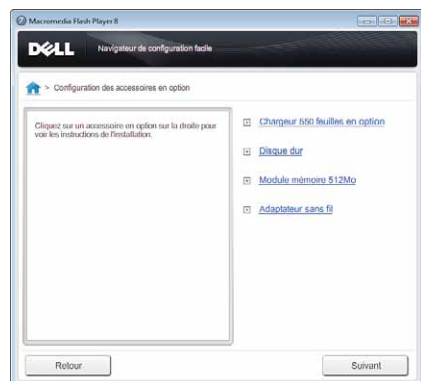 Macromedia Flash Player 8
DELL
Navigateur de configuration facile
> Configuration des accessoires en option
Cliquez sur un accessoire en option sur la droite pour
voir les instructions de l'installation.
Chargeur 550 feuilles en option
Disque dur
Module mémoire 512Mo
Adaptateur sans fil
Retour
Suivant